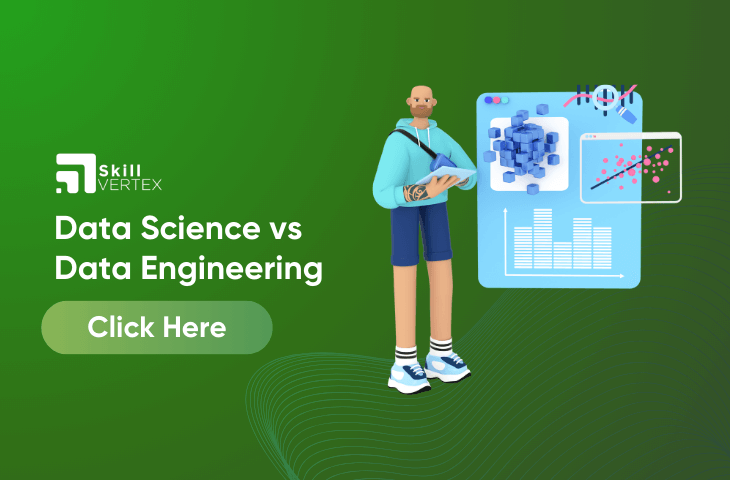 Skill
VERTEX
Data Science vs
Data Engineering
Click Here